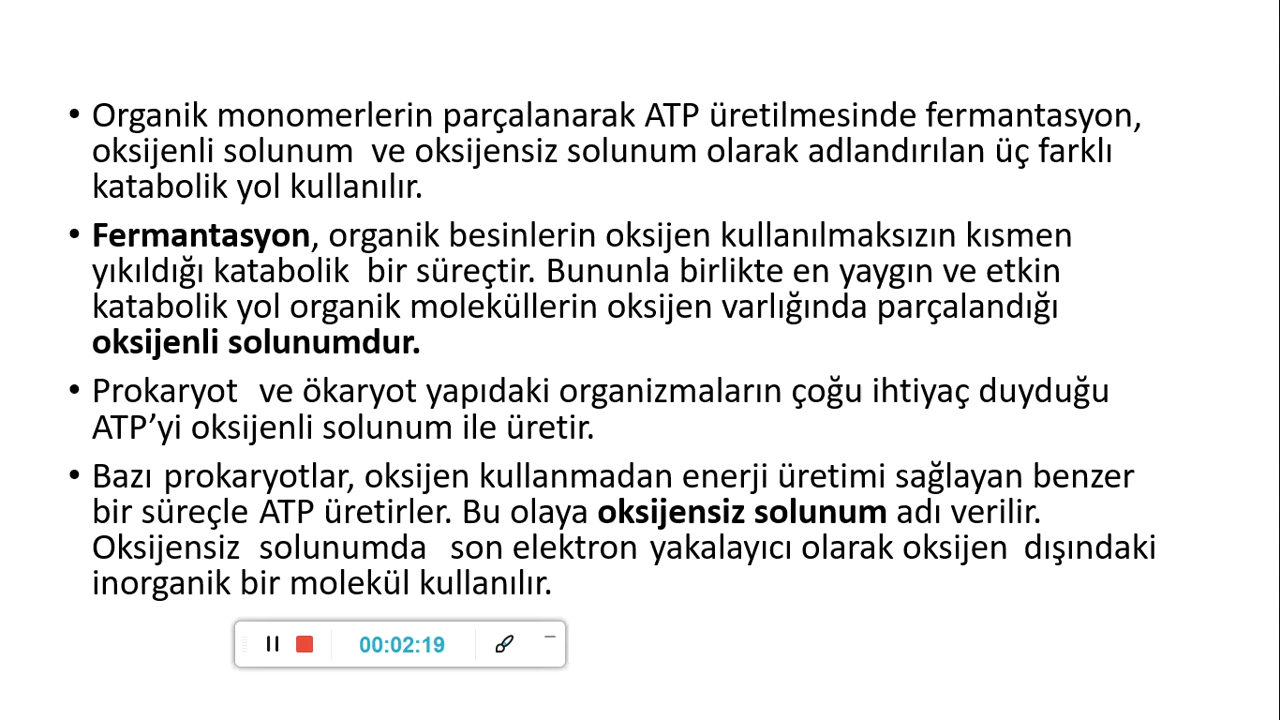 • Organik monomerlerin parçalanarak ATP üretilmesinde fermantasyon,
oksijenli solunum ve oksijensiz solunum olarak adlandırılan üç farklı
katabolik yol kullanılır.
• Fermantasyon, organik besinlerin oksijen kullanılmaksızın kısmen
yıkıldığı katabolik bir süreçtir. Bununla birlikte en yaygın ve etkin
katabolik yol organik moleküllerin oksijen varlığında parçalandığı
oksijenli solunumdur.
• Prokaryot ve ökaryot yapıdaki organizmaların çoğu ihtiyaç duyduğu
ATP’yi oksijenli solunum ile üretir.
• Bazı prokaryotlar, oksijen kullanmadan enerji üretimi sağlayan benzer
bir süreçle ATP üretirler. Bu olaya oksijensiz solunum adı verilir.
Oksijensiz solunumda son elektron yakalayıcı olarak oksijen dışındaki
inorganik bir molekül kullanılır.
00:02:19